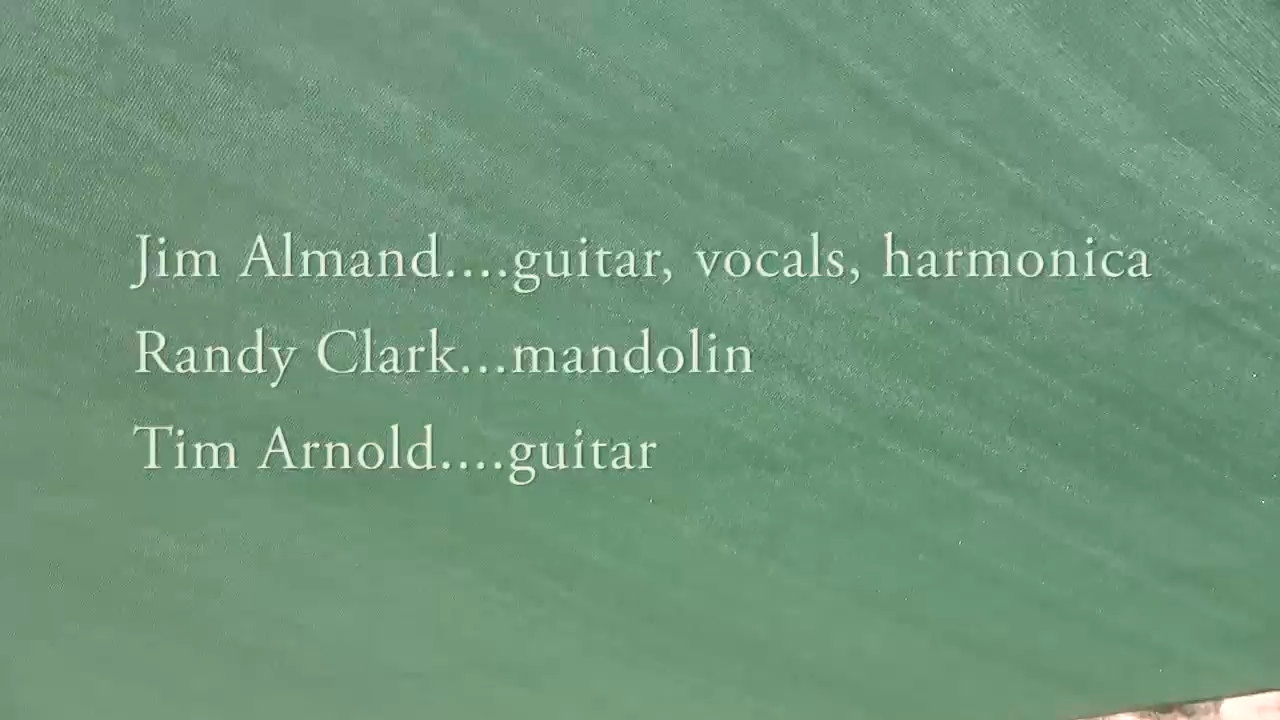 Jim Almand....guitar, vocals, harmonica
Randy Clark...mandolin
Tim Arnold....guitar